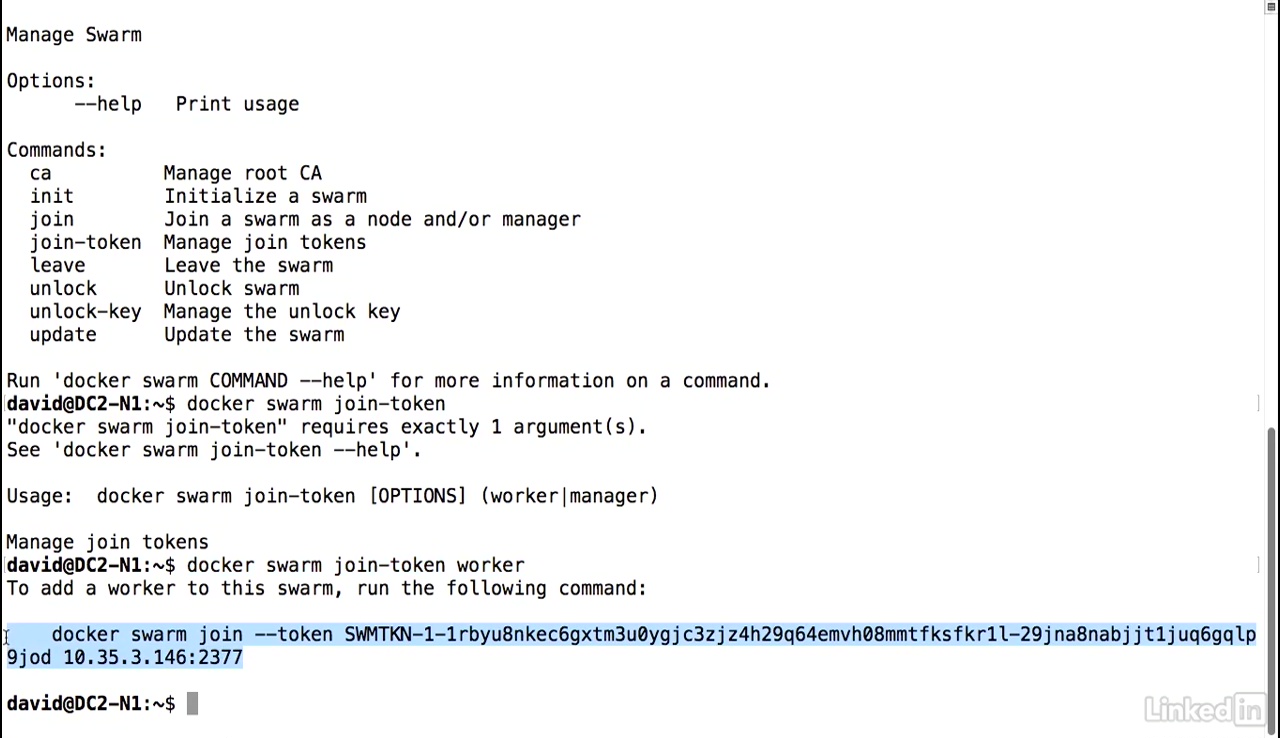 Manage Swarm
Options:
--help   Print usage
Commands:
ca          Manage root CA
init        Initialize a swarm
join        Join a swarm as a node and/or manager
join-token  Manage join tokens
leave       Leave the swarm
unlock      Unlock swarm
unlock-key  Manage the unlock key
update      Update the swarm
Run 'docker swarm COMMAND --help' for more information on a command.
david@DC2-N1:~$ docker swarm join-token
"docker swarm join-token" requires exactly 1 argument(s).
See 'docker swarm join-token --help'.
Usage:  docker swarm join-token [OPTIONS] (worker|manager)
Manage join tokens
david@DC2-N1:~$ docker swarm join-token worker
To add a worker to this swarm, run the following command:
docker swarm join --token SWMTKN-1-1rbyu8nkec6gxtm3u0ygjc3zjz4h29q64emvh08mmtfksfkr1l-29jna8nabjjt1juq6gqlp
9jod 10.35.3.146:2377
david@DC2-N1:~$
Linked in